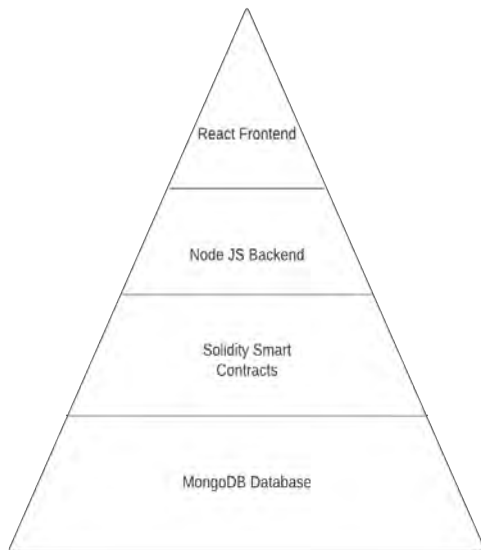 React Frontend
Node JS Backend
Solidity Smart
Contracts
MongoDB Database